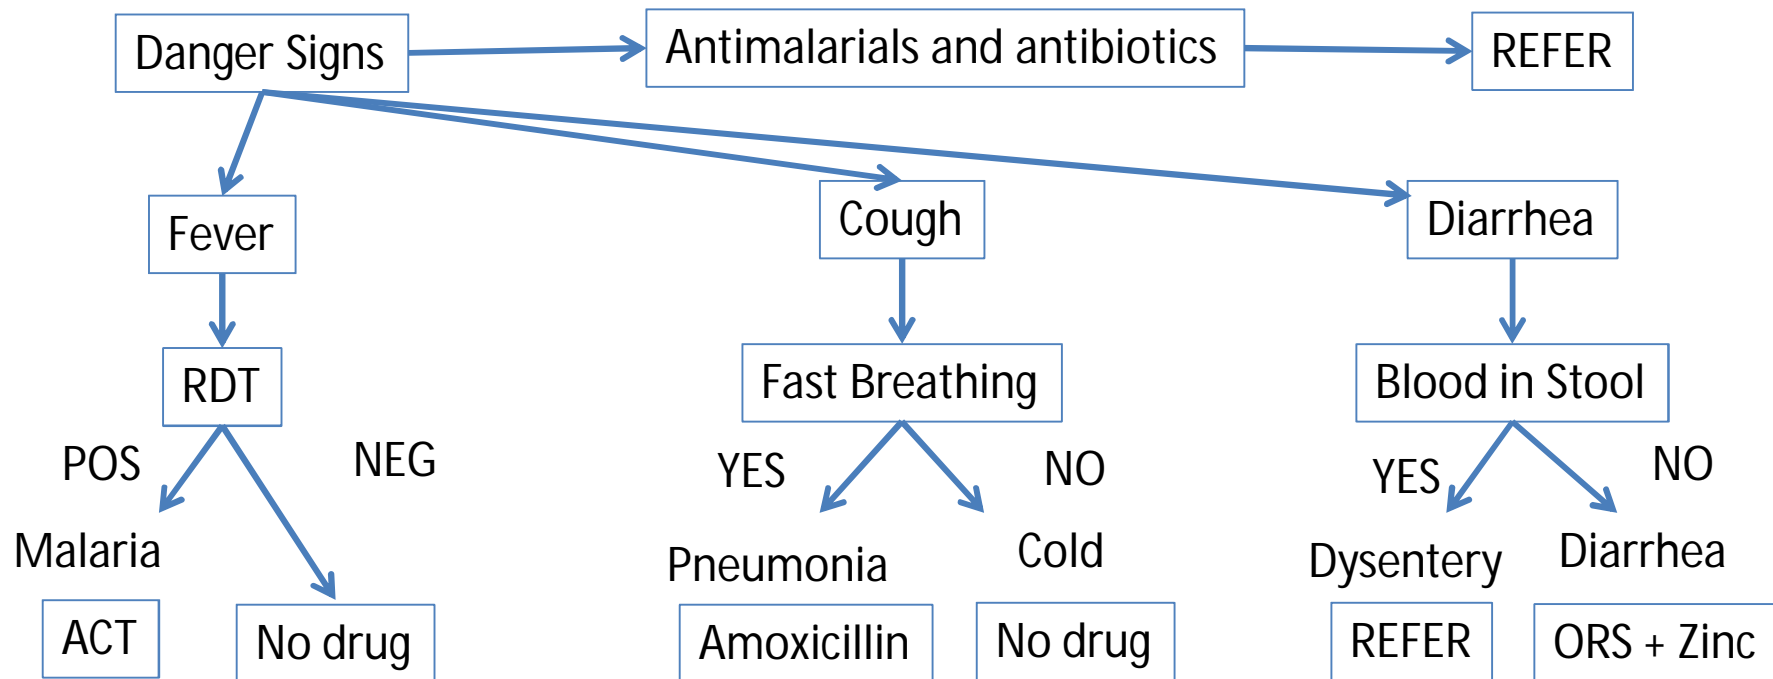 Danger Signs
Antimalarials and antibiotics
REFER
Fever
Cough
Diarrhea
RDT
Fast Breathing
Blood in Stool
POS
NEG
YES
NO
YES
NO
Malaria
Pneumonia
Cold
Dysentery
Diarrhea
ACT
No drug
Amoxicillin
No drug
REFER
ORS + Zinc